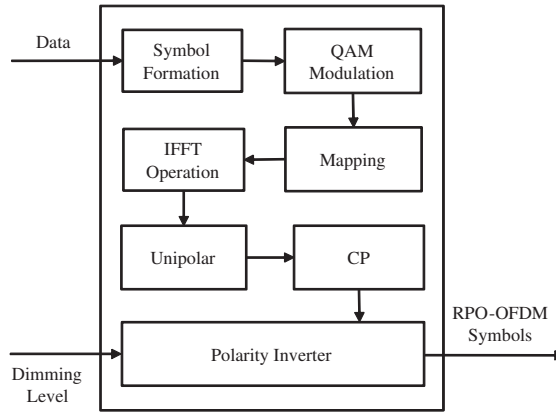 Data
Symbol
Formation
QAM
Modulation
IFFT
Operation
Mapping
Unipolar
CP
RPO-OFDM
Symbols
Polarity Inverter
Dimming
Level